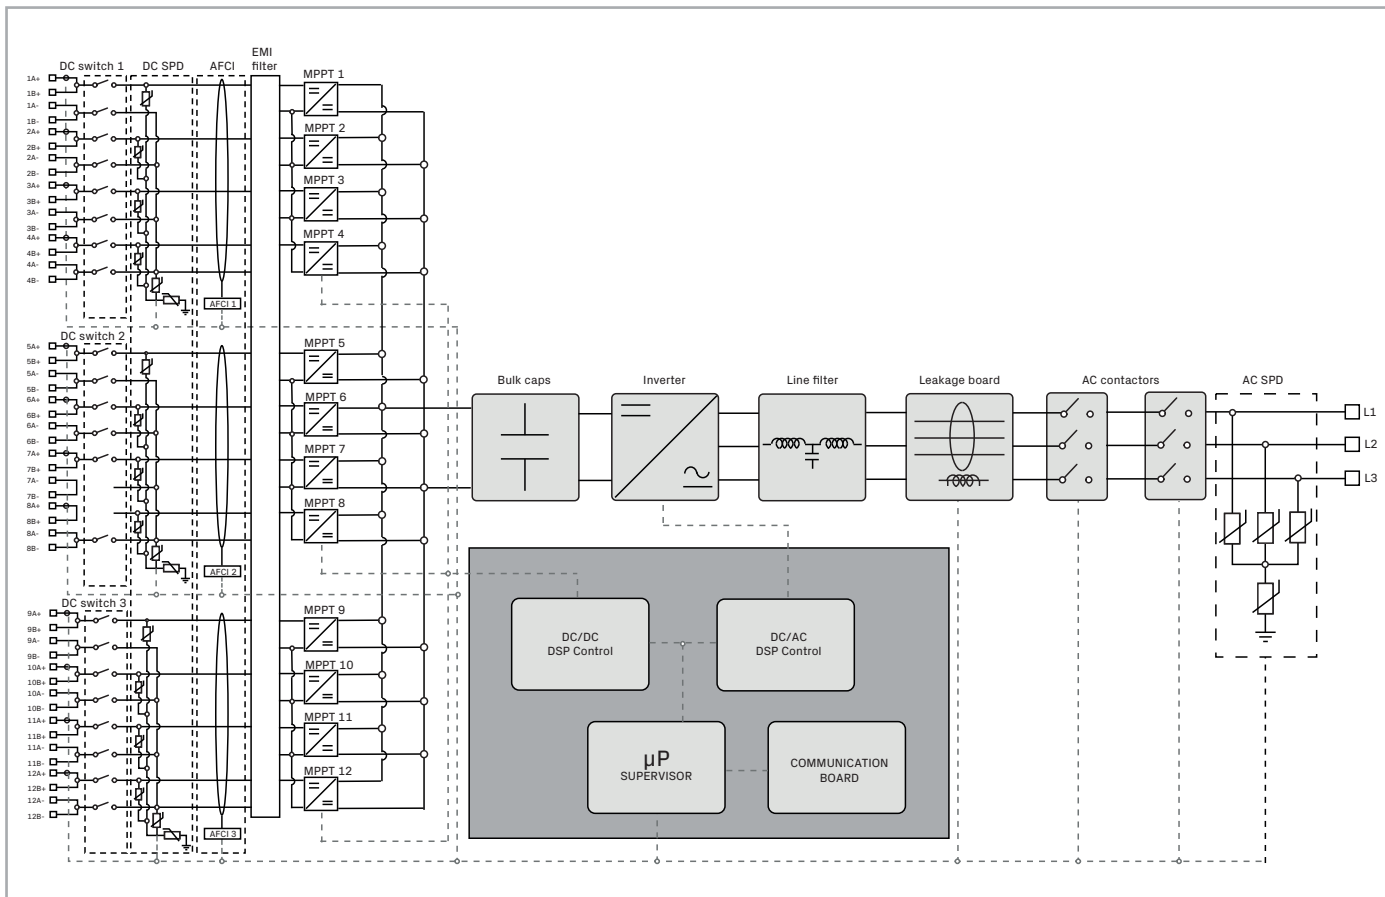 DC switch 1
DC SPD
AFCI
EMI
filter
1A+
1B+
1A-
1B-
2A+
2B+
2A-
2B-
3A+
3B+
3A-
3B-
4A+
4B+
4A-
4B-
AFCI 1
MPPT 1
MPPT 2
MPPT 3
MPPT 4
DC switch 2
5A+
5B+
5A-
5B-
6A+
6B+
6A-
6B-
7A+
7B+
7A-
7B-
8A+
8B+
8A-
8B-
AFCI 2
MPPT 5
MPPT 6
MPPT 7
MPPT 8
DC switch 3
9A+
9B+
9A-
9B-
10A+
10B+
10A-
10B-
11A+
11B+
11A-
11B-
12A+
12B+
12A-
12B-
AFCI 3
MPPT 9
MPPT 10
MPPT 11
MPPT 12
Bulk caps
Inverter
Line filter
Leakage board
AC contactors
AC SPD
L1
L2
L3
DC/DC
DSP Control
DC/AC
DSP Control
µP
SUPERVISOR
COMMUNICATION
BOARD